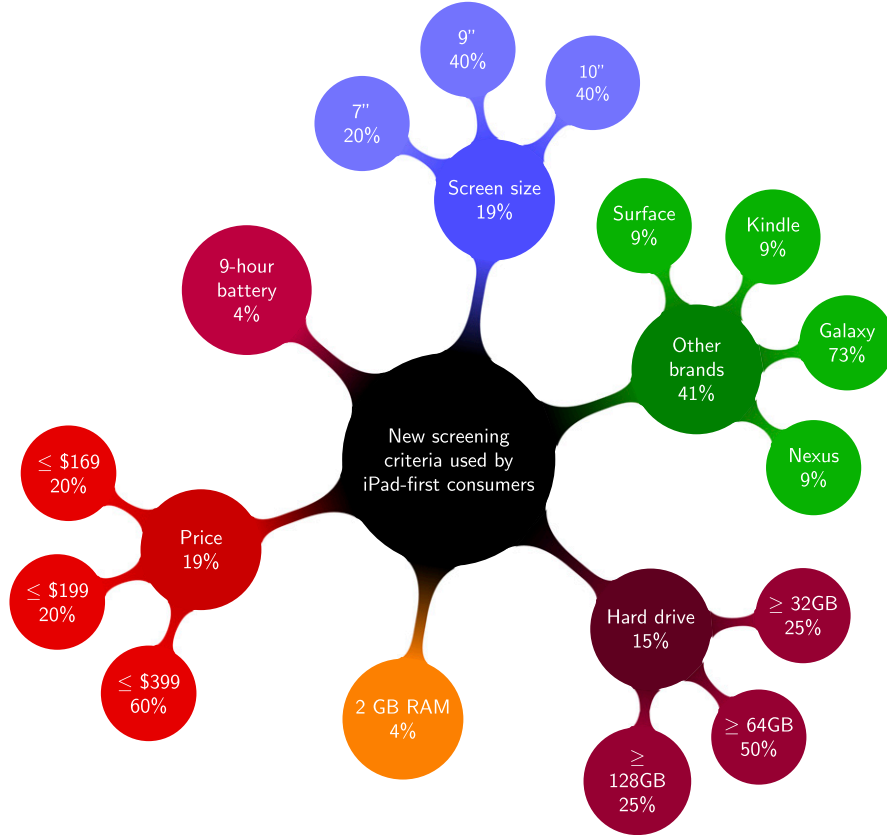 9”
40%
10”
40%
7”
20%
Screen size
19%
Surface
9%
Kindle
9%
9-hour
battery
4%
Galaxy
73%
Other
brands
41%
New screening
criteria used by
iPad-first consumers
Nexus
9%
≤ $169
20%
Price
19%
≤ $199
20%
≤ $399
60%
2 GB RAM
4%
Hard drive
15%
≥ 32GB
25%
≥ 64GB
50%
≥
128GB
25%